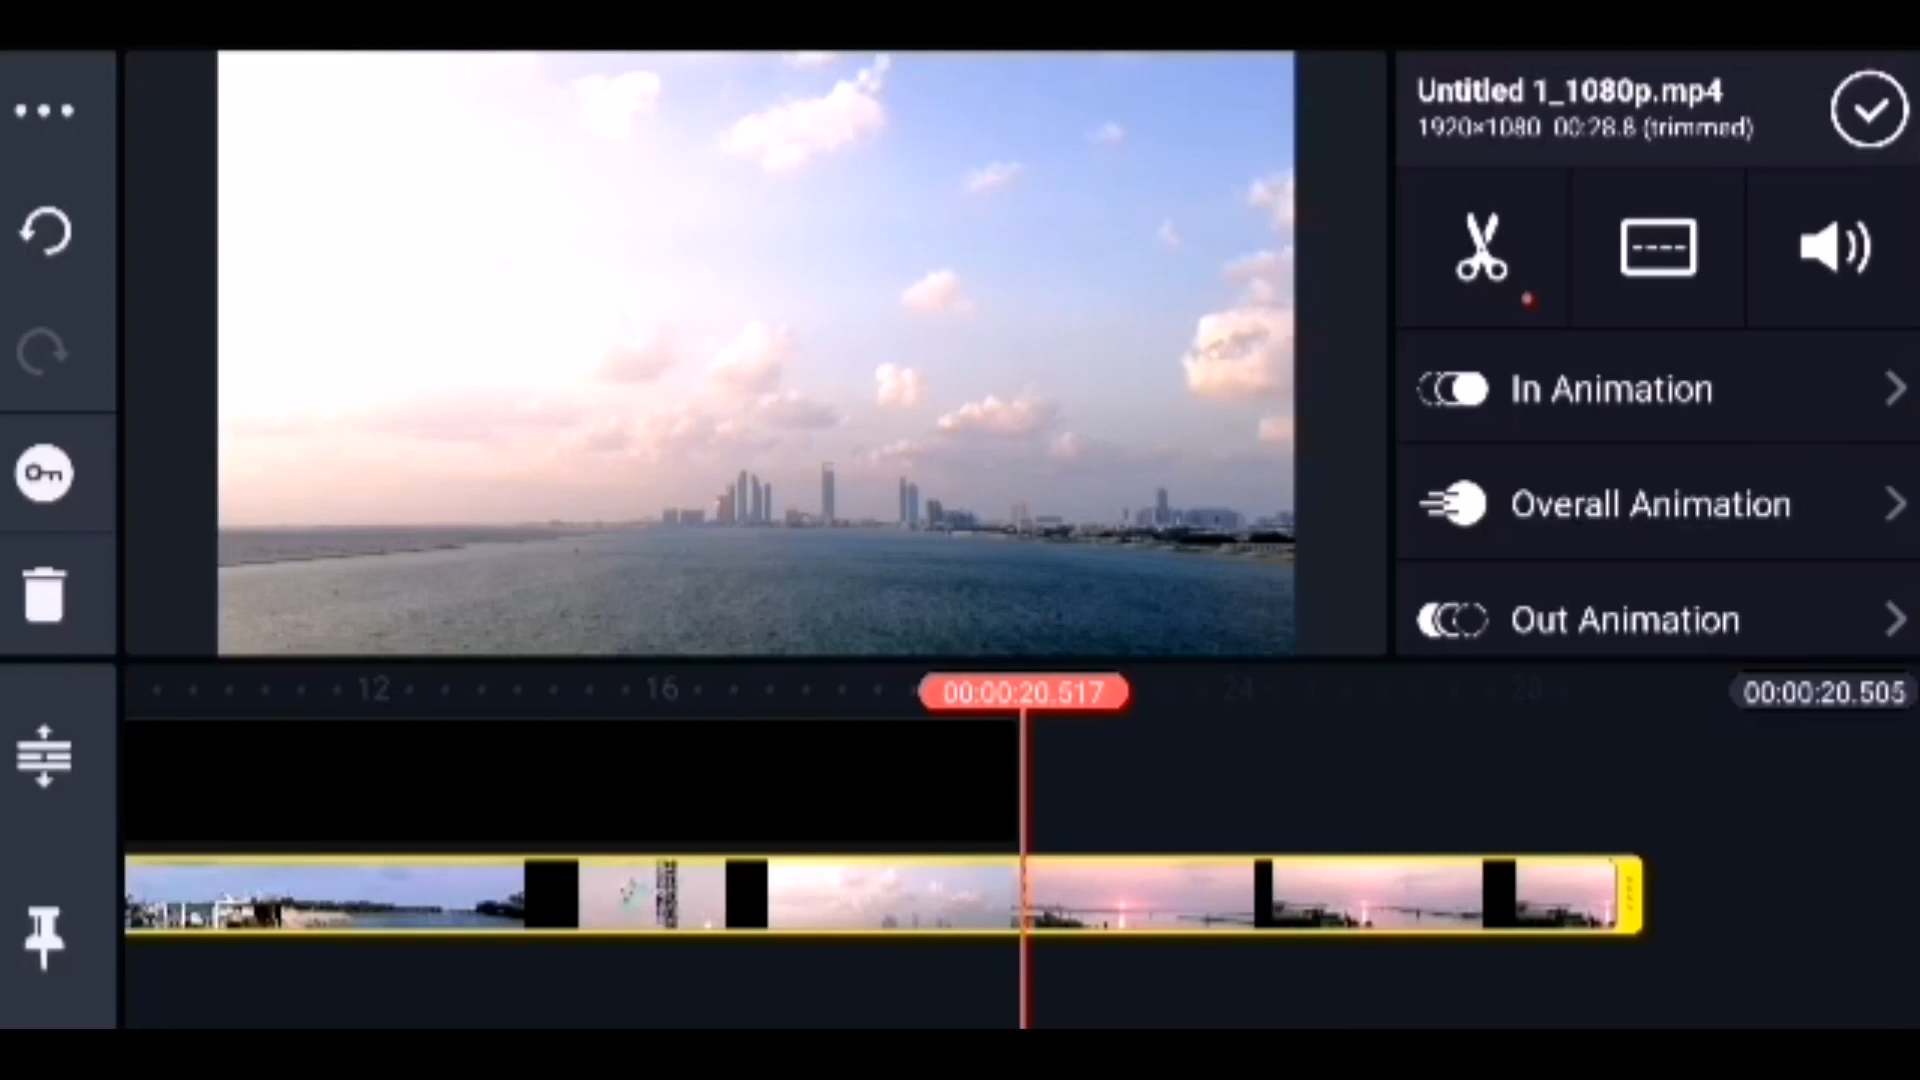 Untitled 1_1080p.mp4
1920×1080 00:28.8 (trimmed)
In Animation
Overall Animation
Out Animation
12
16
00:00:20.517
24
28
00:00:20.505